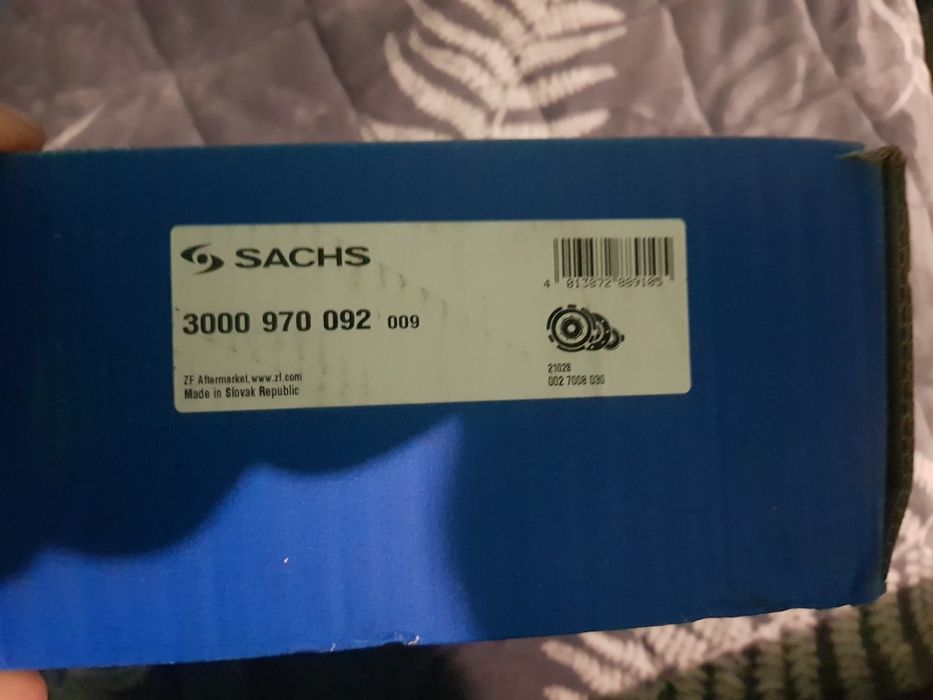 SACHS
3000 970 092 009
ZF Aftermarket.www.zf.com
Made in Slovak Republic
4 013872 889105
21028
002 7008 030